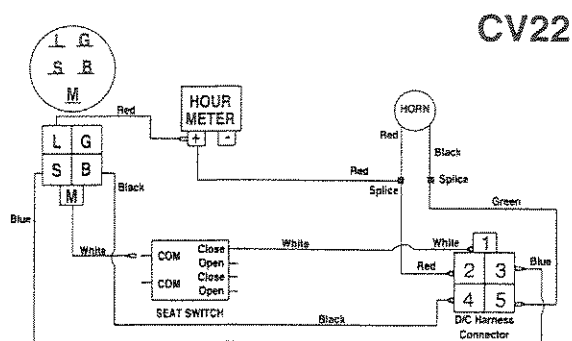 CV22
L G
S B
M
Red
HOUR
METER
+ -
HORN
L G
S B
M
Red
Black
Red
Splice
Splice
Black
Blue
Green
White
COM
Close
Open
COM
Close
Open
SEAT SWITCH
White
White
1
2 3
4 5
Red
Blue
Black
D/C Harness
Connector